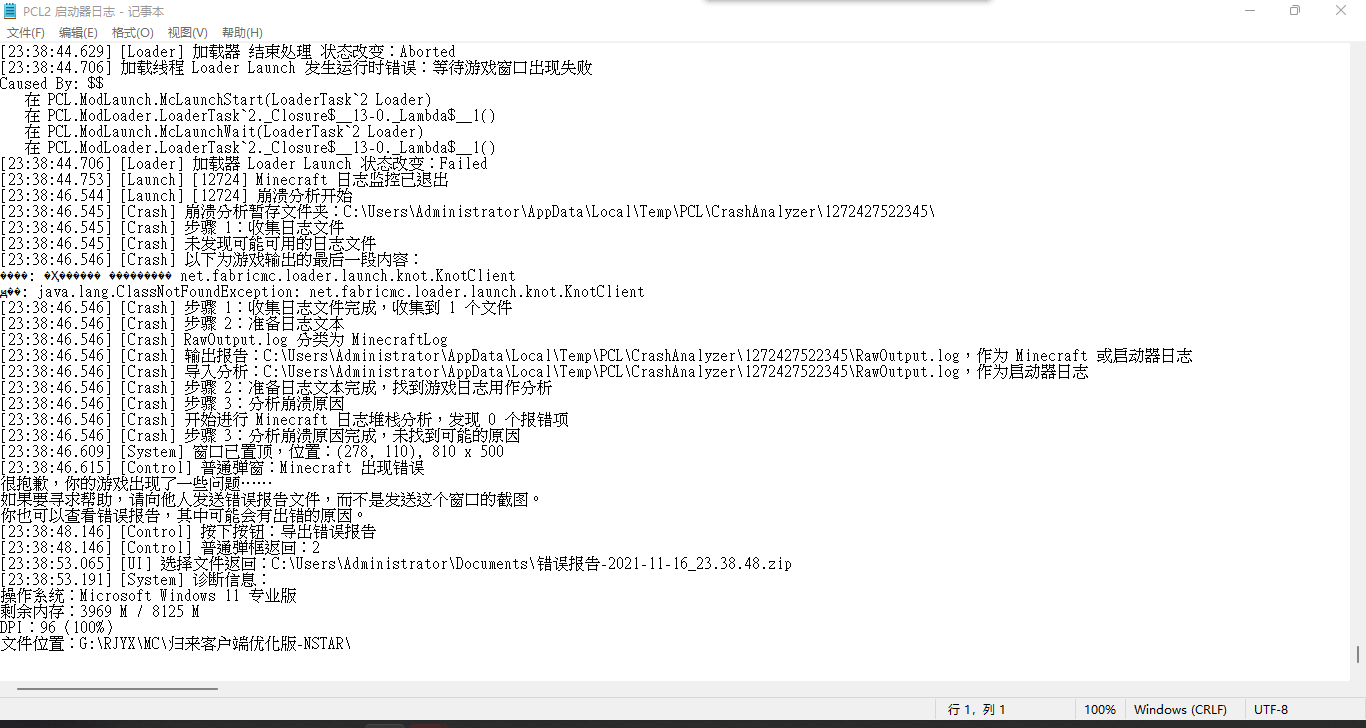 PCL2 启动器日志 - 记事本
文件(F) 编辑(E) 格式(O) 视图(V) 帮助(H)
[23:38:44.629] [Loader] 加载器 结束处理 状态改变：Aborted
[23:38:44.706] 加载线程 Loader Launch 发生运行时错误：等待游戏窗口出现失败
Caused By: $$
在 PCL.ModLaunch.McLaunchStart(LoaderTask`2 Loader)
在 PCL.ModLoader.LoaderTask`2._Closure$__13-0._Lambda$__1()
在 PCL.ModLaunch.McLaunchWait(LoaderTask`2 Loader)
在 PCL.ModLoader.LoaderTask`2._Closure$__13-0._Lambda$__1()
[23:38:44.706] [Loader] 加载器 Loader Launch 状态改变：Failed
[23:38:44.753] [Launch] [12724] Minecraft 日志监控已退出
[23:38:46.544] [Launch] [12724] 崩溃分析开始
[23:38:46.545] [Crash] 崩溃分析暂存文件夹：C:\Users\Administrator\AppData\Local\Temp\PCL\CrashAnalyzer\1272427522345\
[23:38:46.545] [Crash] 步骤 1：收集日志文件
[23:38:46.545] [Crash] 未发现可能可用的日志文件
[23:38:46.546] [Crash] 以下为游戏输出的最后一段内容：
����: �Ҳ������ �������� net.fabricmc.loader.launch.knot.KnotClient
��: java.lang.ClassNotFoundException: net.fabricmc.loader.launch.knot.KnotClient
[23:38:46.546] [Crash] 步骤 1：收集日志文件完成，收集到 1 个文件
[23:38:46.546] [Crash] 步骤 2：准备日志文本
[23:38:46.546] [Crash] RawOutput.log 分类为 MinecraftLog
[23:38:46.546] [Crash] 输出报告：C:\Users\Administrator\AppData\Local\Temp\PCL\CrashAnalyzer\1272427522345\RawOutput.log，作为 Minecraft 或启动器日志
[23:38:46.546] [Crash] 导入分析：C:\Users\Administrator\AppData\Local\Temp\PCL\CrashAnalyzer\1272427522345\RawOutput.log，作为启动器日志
[23:38:46.546] [Crash] 步骤 2：准备日志文本完成，找到游戏日志用作分析
[23:38:46.546] [Crash] 步骤 3：分析崩溃原因
[23:38:46.546] [Crash] 开始进行 Minecraft 日志堆栈分析，发现 0 个报错项
[23:38:46.546] [Crash] 步骤 3：分析崩溃原因完成，未找到可能的原因
[23:38:46.609] [System] 窗口已置顶，位置：(278, 110), 810 x 500
[23:38:46.615] [Control] 普通弹窗：Minecraft 出现错误
很抱歉，你的游戏出现了一些问题……
如果要寻求帮助，请向他人发送错误报告文件，而不是发送这个窗口的截图。
你也可以查看错误报告，其中可能会有出错的原因。
[23:38:48.146] [Control] 按下按钮：导出错误报告
[23:38:48.146] [Control] 普通弹框返回：2
[23:38:53.065] [UI] 选择文件返回：C:\Users\Administrator\Documents\错误报告-2021-11-16_23.38.48.zip
[23:38:53.191] [System] 诊断信息：
操作系统：Microsoft Windows 11 专业版
剩余内存：3969 M / 8125 M
DPI：96（100%）
文件位置：G:\RJYX\MC\归来客户端优化版-NSTAR\
行 1，列 1 100% Windows (CRLF) UTF-8